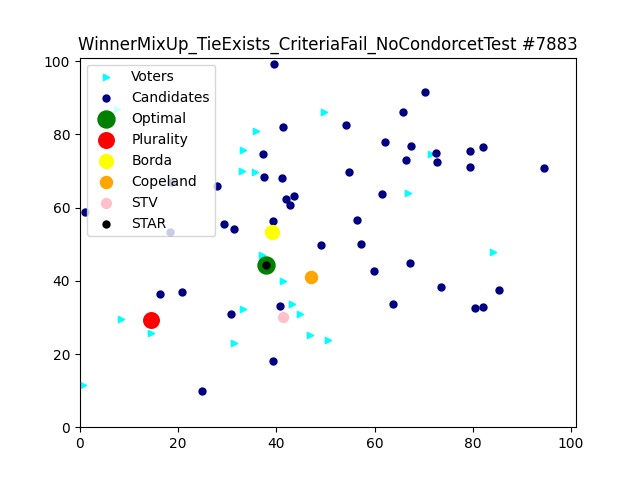 WinnerMixUp_TieExists_CriteriaFail_NoCondorcetTest #7883
Voters
Candidates
Optimal
Plurality
Borda
Copeland
STV
STAR
100
80
60
40
20
0
0 20 40 60 80 100